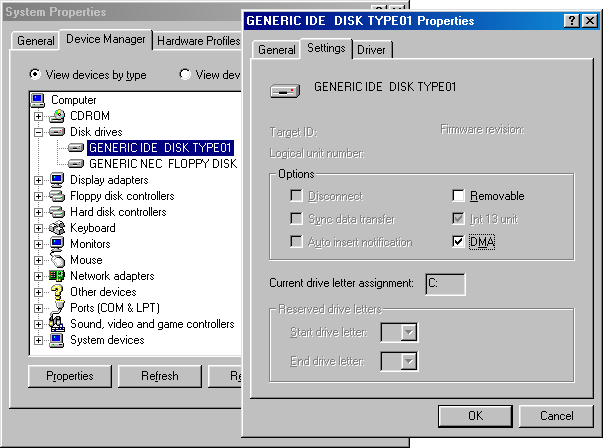 System Properties
General
Device Manager
Hardware Profiles
View devices by type
View dev
Computer
CDROM
Disk drives
GENERIC IDE  DISK TYPE01
GENERIC NEC  FLOPPY DISK
Display adapters
Floppy disk controllers
Hard disk controllers
Keyboard
Monitors
Mouse
Network adapters
Other devices
Ports (COM & LPT)
Sound, video and game controllers
System devices
Properties
Refresh
Re
GENERIC IDE  DISK TYPE01 Properties
General
Settings
Driver
GENERIC IDE  DISK TYPE01
Target ID:
Firmware revision:
Logical unit number:
Options
Disconnect
Removable
Sync data transfer
Int 13 unit
Auto insert notification
DMA
Current drive letter assignment:
C:
Reserved drive letters
Start drive letter:
End drive letter:
OK
Cancel